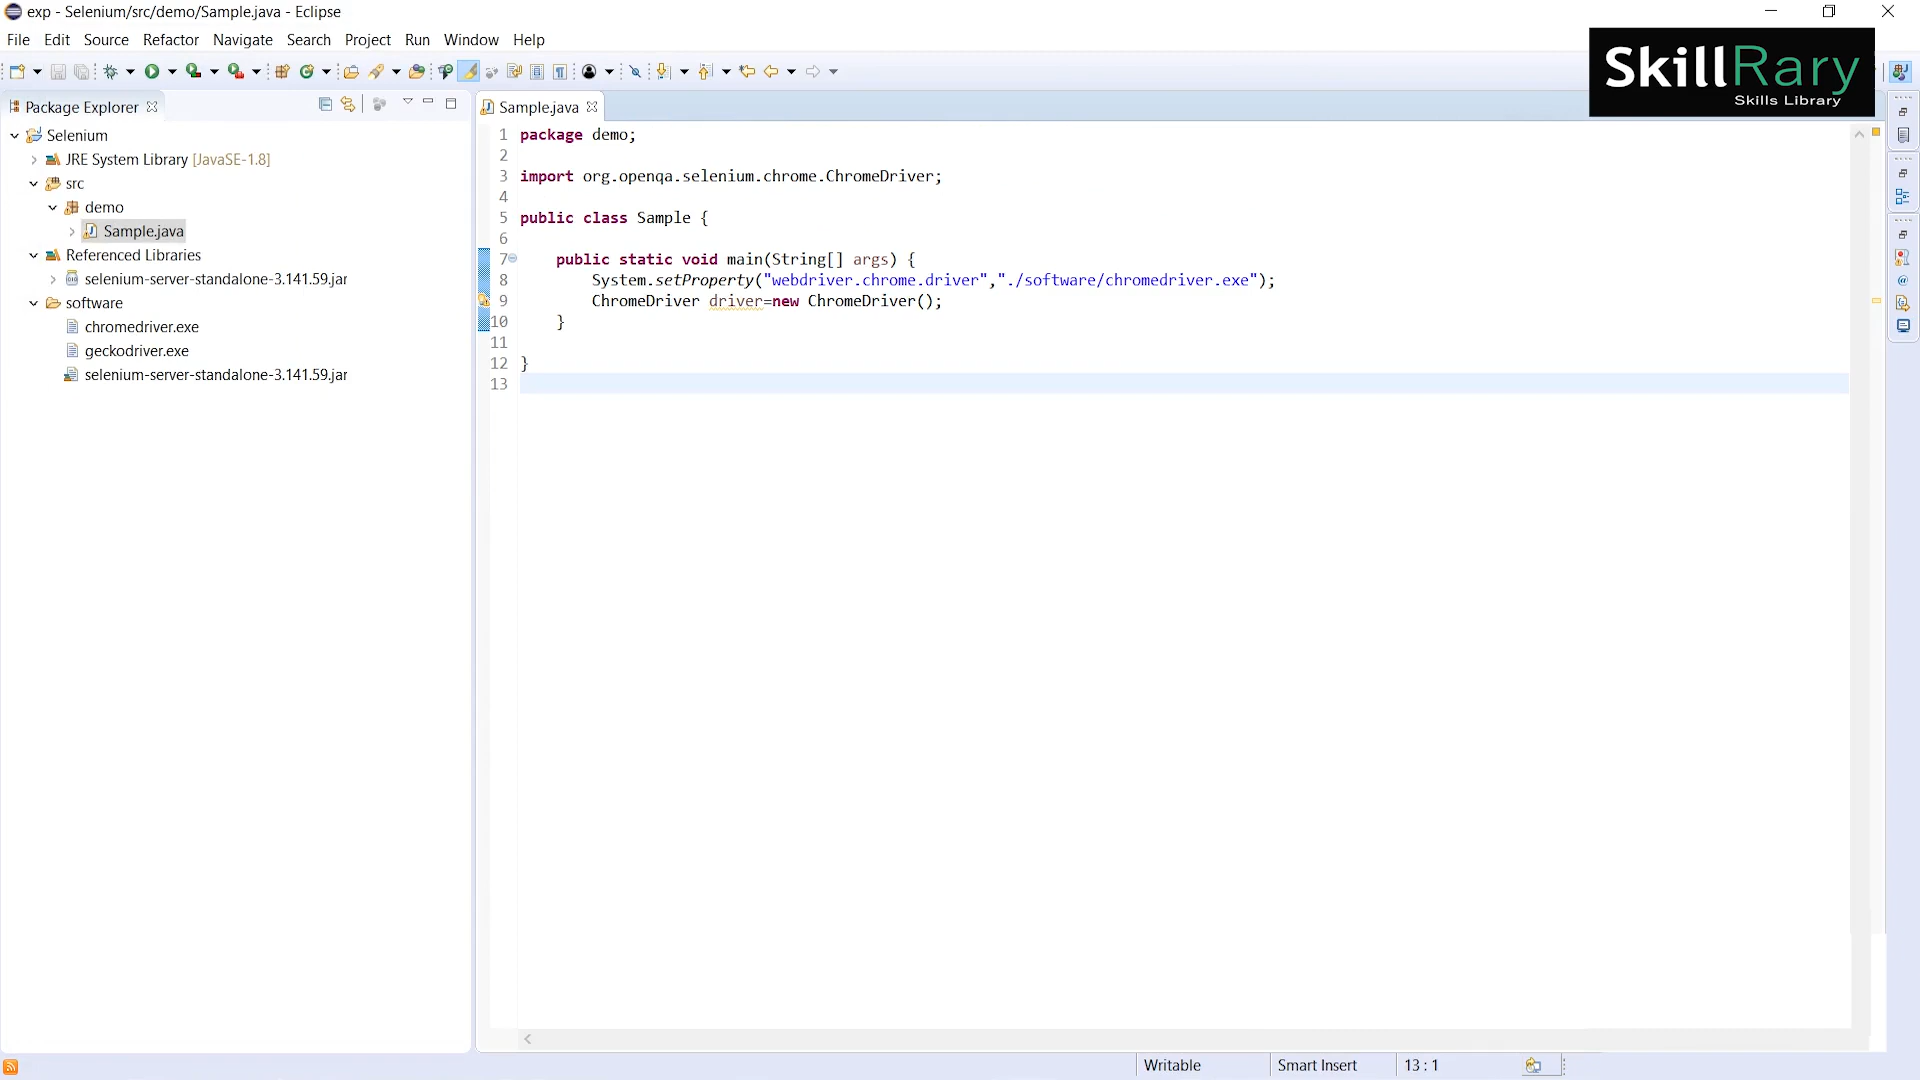 exp - Selenium/src/demo/Sample.java - Eclipse
File Edit Source Refactor Navigate Search Project Run Window Help
SkillRary
Skills Library
Package Explorer
Selenium
JRE System Library [JavaSE-1.8]
src
demo
Sample.java
Referenced Libraries
selenium-server-standalone-3.141.59.jar
software
chromedriver.exe
geckodriver.exe
selenium-server-standalone-3.141.59.jar
Sample.java
1 package demo;
2
3 import org.openqa.selenium.chrome.ChromeDriver;
4
5 public class Sample {
6
7 public static void main(String[] args) {
8 System.setProperty("webdriver.chrome.driver","./software/chromedriver.exe");
9 ChromeDriver driver=new ChromeDriver();
10 }
11
12 }
13
Writable Smart Insert 13 : 1